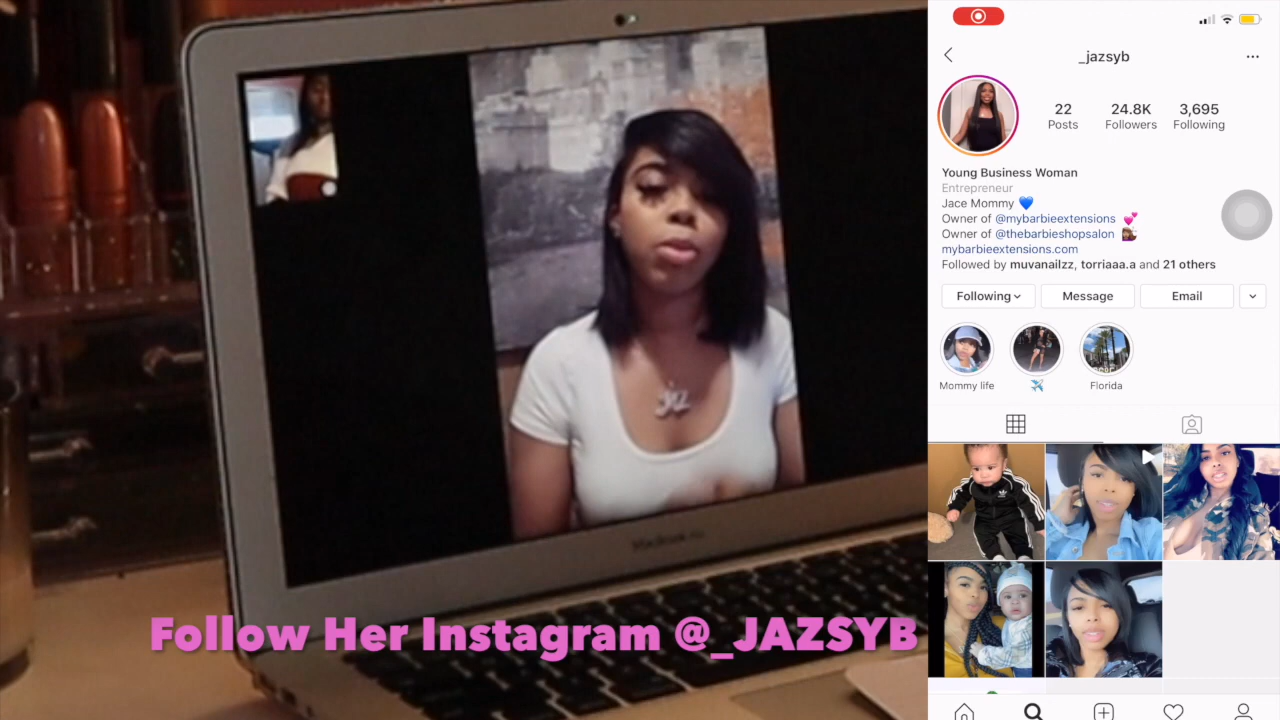 _jazsyb
22 24.8K 3,695
Posts Followers Following
Young Business Woman
Entrepreneur
Jace Mommy 💙
Owner of @mybarbieextensions 💕
Owner of @thebarbieshopsalon 💇🏽‍♀️
mybarbieextensions.com
Followed by muvanailzz, torriaaa.a and 21 others
Following Message Email
Mommy life ✈️ Florida
MacBook Air
Follow Her Instagram @_JAZSYB